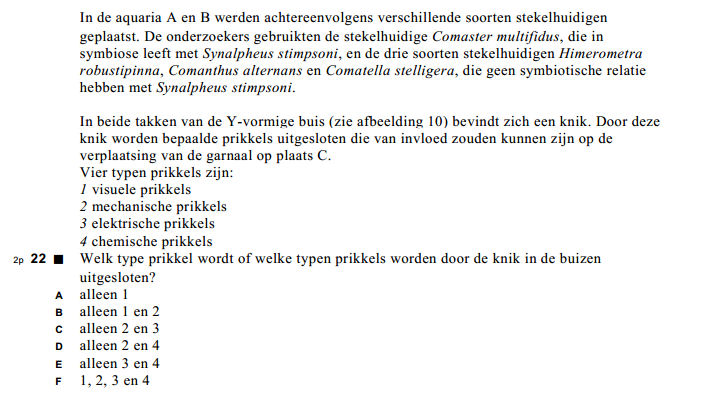 In de aquaria A en B werden achtereenvolgens verschillende soorten stekelhuidigen
geplaatst. De onderzoekers gebruikten de stekelhuidige Comaster multifidus, die in
symbiose leeft met Synalpheus stimpsoni, en de drie soorten stekelhuidigen Himerometra
robustipinna, Comanthus alternans en Comatella stelligera, die geen symbiotische relatie
hebben met Synalpheus stimpsoni.
In beide takken van de Y-vormige buis (zie afbeelding 10) bevindt zich een knik. Door deze
knik worden bepaalde prikkels uitgesloten die van invloed zouden kunnen zijn op de
verplaatsing van de garnaal op plaats C.
Vier typen prikkels zijn:
1 visuele prikkels
2 mechanische prikkels
3 elektrische prikkels
4 chemische prikkels
2p 22 ■ Welk type prikkel wordt of welke typen prikkels worden door de knik in de buizen
uitgesloten?
A alleen 1
B alleen 1 en 2
C alleen 2 en 3
D alleen 2 en 4
E alleen 3 en 4
F 1, 2, 3 en 4